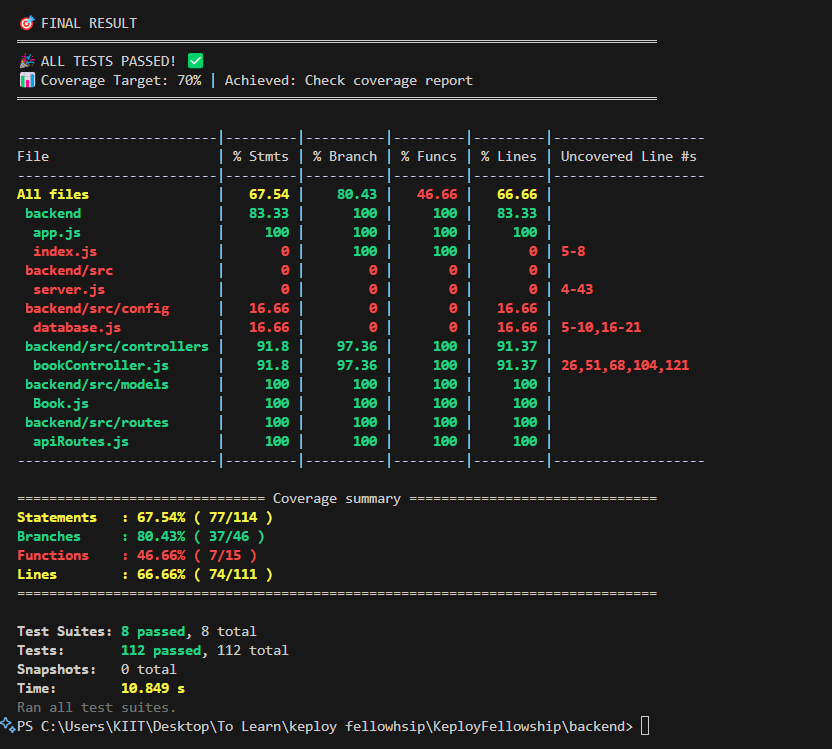 🎯 FINAL RESULT
================================================================================
🎉 ALL TESTS PASSED! ✅
📊 Coverage Target: 70% | Achieved: Check coverage report
================================================================================
-------------------------|---------|----------|---------|---------|-------------------
File                     | % Stmts | % Branch | % Funcs | % Lines | Uncovered Line #s
-------------------------|---------|----------|---------|---------|-------------------
All files                |   67.54 |    80.43 |   46.66 |   66.66 |
 backend                 |   83.33 |      100 |     100 |   83.33 |
  app.js                 |     100 |      100 |     100 |     100 |
  index.js               |       0 |      100 |     100 |       0 | 5-8
 backend/src             |       0 |        0 |       0 |       0 |
  server.js              |       0 |        0 |       0 |       0 | 4-43
 backend/src/config      |   16.66 |        0 |       0 |   16.66 |
  database.js            |   16.66 |        0 |       0 |   16.66 | 5-10,16-21
 backend/src/controllers |    91.8 |    97.36 |     100 |   91.37 |
  bookController.js      |    91.8 |    97.36 |     100 |   91.37 | 26,51,68,104,121
 backend/src/models      |     100 |      100 |     100 |     100 |
  Book.js                |     100 |      100 |     100 |     100 |
 backend/src/routes      |     100 |      100 |     100 |     100 |
  apiRoutes.js           |     100 |      100 |     100 |     100 |
-------------------------|---------|----------|---------|---------|-------------------
=============================== Coverage summary ===============================
Statements   : 67.54% ( 77/114 )
Branches     : 80.43% ( 37/46 )
Functions    : 46.66% ( 7/15 )
Lines        : 66.66% ( 74/111 )
================================================================================
Test Suites: 8 passed, 8 total
Tests:       112 passed, 112 total
Snapshots:   0 total
Time:        10.849 s
Ran all test suites.
PS C:\Users\KIIT\Desktop\To Learn\keploy fellowhsip\KeployFellowship\backend>